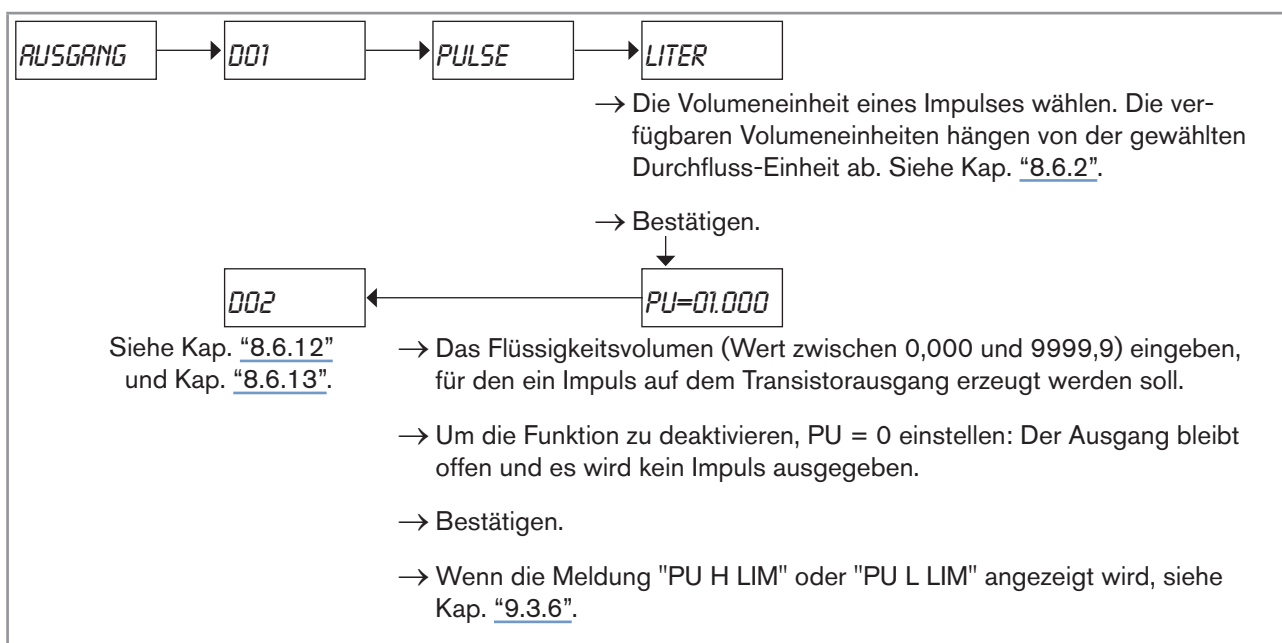 AUSGANG DO1 PULSE LITER
→ Die Volumeneinheit eines Impulses wählen. Die ver-
fügbaren Volumeneinheiten hängen von der gewählten
Durchfluss-Einheit ab. Siehe Kap. “8.6.2”.
→ Bestätigen.
DO2 PU=01.000
Siehe Kap. “8.6.12”
und Kap. “8.6.13”.
→ Das Flüssigkeitsvolumen (Wert zwischen 0,000 und 9999,9) eingeben,
für den ein Impuls auf dem Transistorausgang erzeugt werden soll.
→ Um die Funktion zu deaktivieren, PU = 0 einstellen: Der Ausgang bleibt
offen und es wird kein Impuls ausgegeben.
→ Bestätigen.
→ Wenn die Meldung "PU H LIM" oder "PU L LIM" angezeigt wird, siehe
Kap. “9.3.6”.